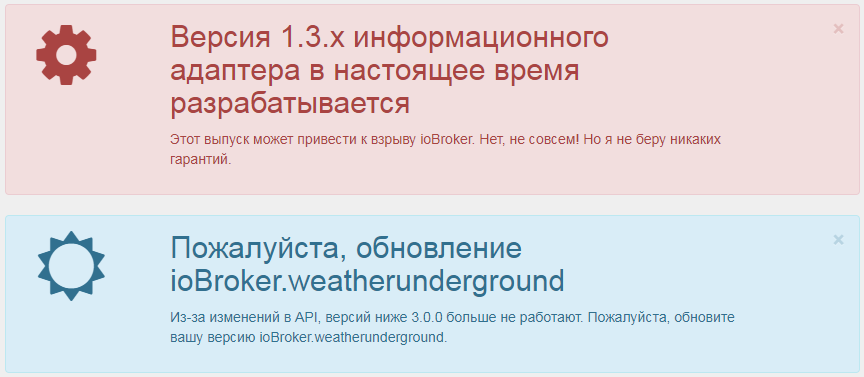 Версия 1.3.x информационного
адаптера в настоящее время
разрабатывается
Этот выпуск может привести к взрыву ioBroker. Нет, не совсем! Но я не беру никаких
гарантий.
Пожалуйста, обновление
ioBroker.weatherunderground
Из-за изменений в API, версий ниже 3.0.0 больше не работают. Пожалуйста, обновите
вашу версию ioBroker.weatherunderground.